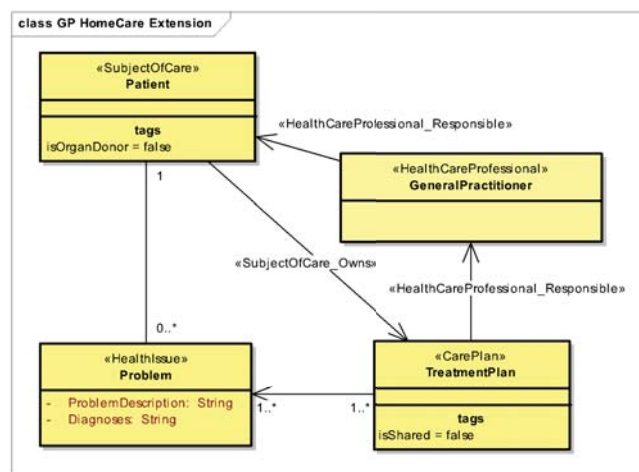 class GP HomeCare Extension
«SubjectOfCare»
Patient
tags
isOrganDonor = false
«HealthCareProfessional_Responsible»
«HealthCareProfessional»
GeneralPractitioner
1
«SubjectOfCare_Owns»
«HealthCareProfessional_Responsible»
0..*
«HealthIssue»
Problem
- ProblemDescription: String
- Diagnoses: String
1..*
1..*
«CarePlan»
TreatmentPlan
tags
isShared = false